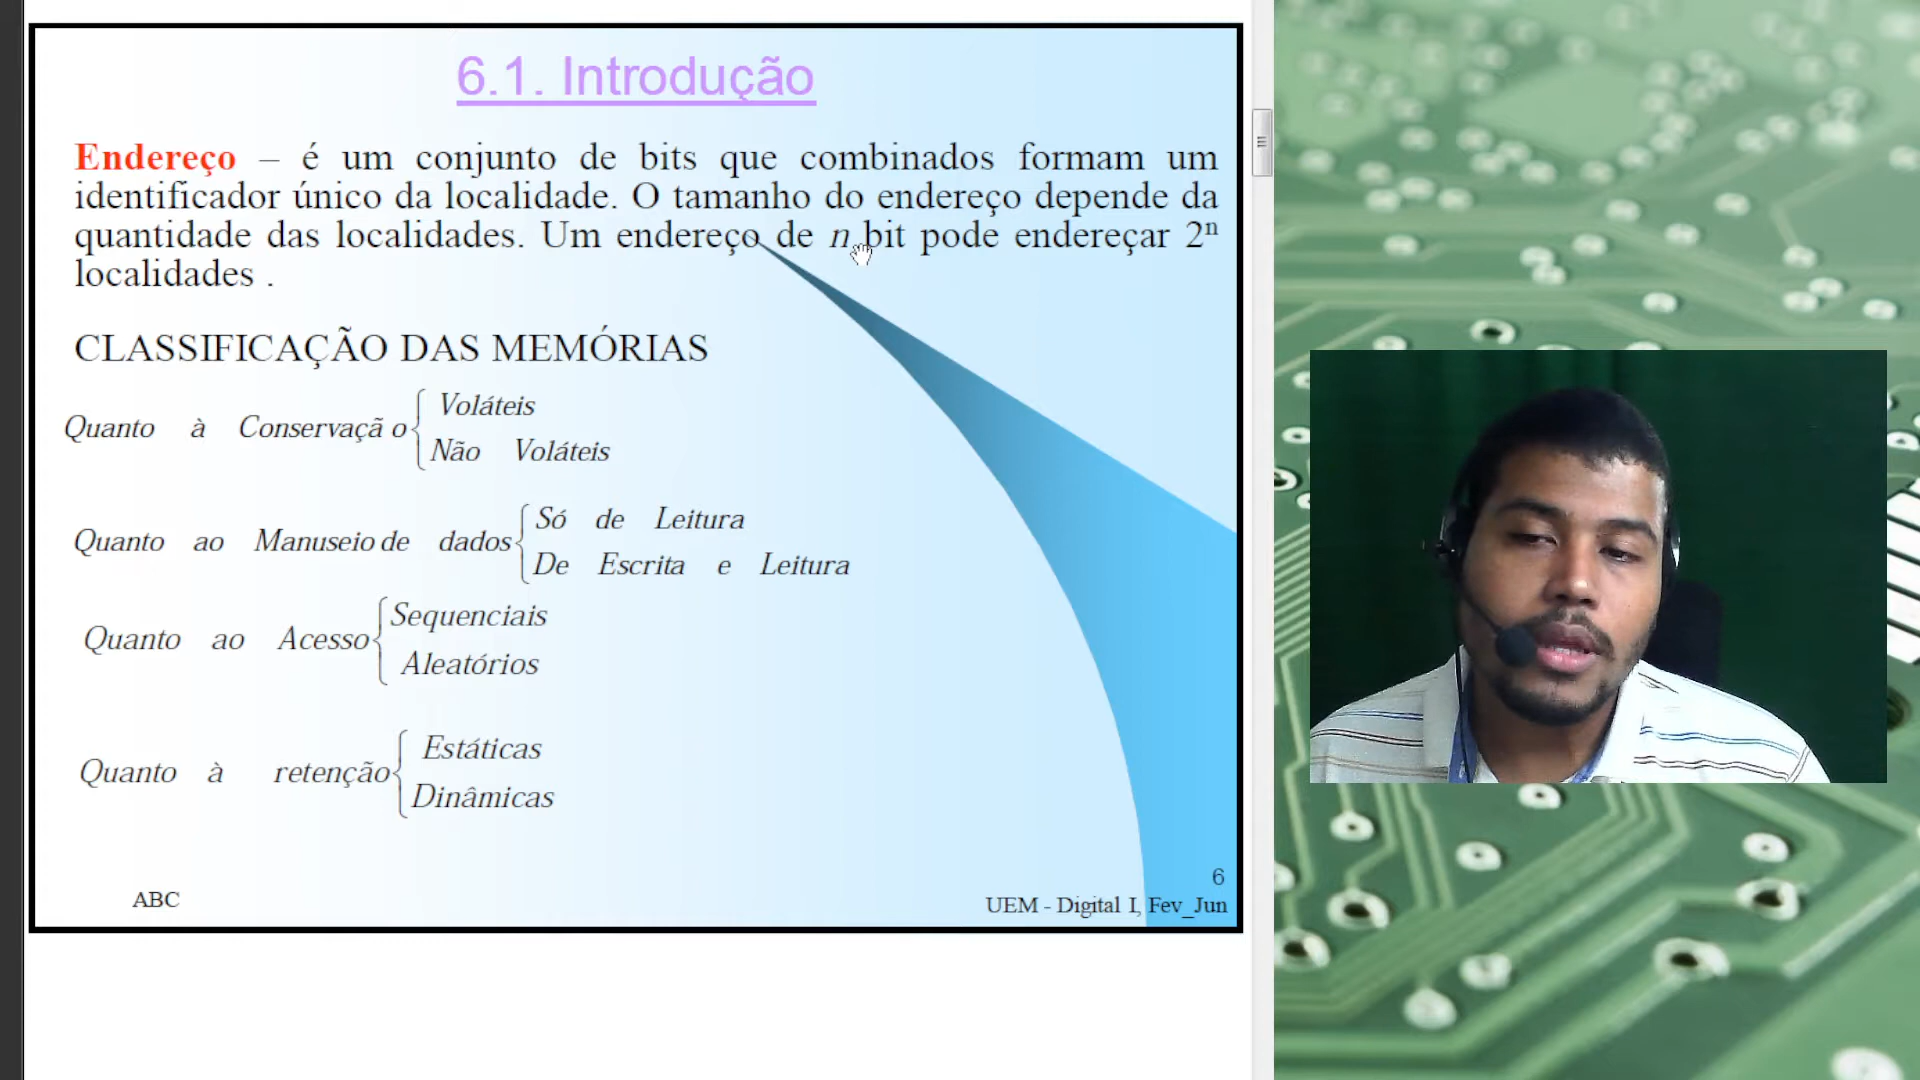 6.1. Introdução
Endereço – é um conjunto de bits que combinados formam um
identificador único da localidade. O tamanho do endereço depende da
quantidade das localidades. Um endereço de n bit pode endereçar 2ⁿ
localidades .
CLASSIFICAÇÃO DAS MEMÓRIAS
Quanto à Conservaçã o { Voláteis
Não Voláteis
Quanto ao Manuseio de dados { Só de Leitura
De Escrita e Leitura
Quanto ao Acesso { Sequenciais
Aleatórios
Quanto à retenção { Estáticas
Dinâmicas
6
ABC
UEM - Digital I, Fev_Jun